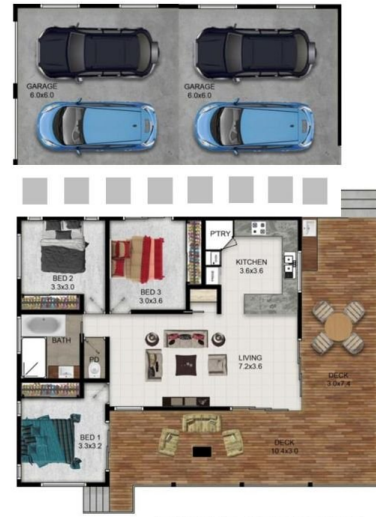 GARAGE
6.0x6.0
GARAGE
6.0x6.0
P'TRY
KITCHEN
3.6x3.6
BED 2
3.3x3.0
BED 3
3.0x3.6
BATH
PD
LIVING
7.2x3.6
DECK
3.0x7.4
BED 1
3.3x3.2
DECK
10.4x3.0